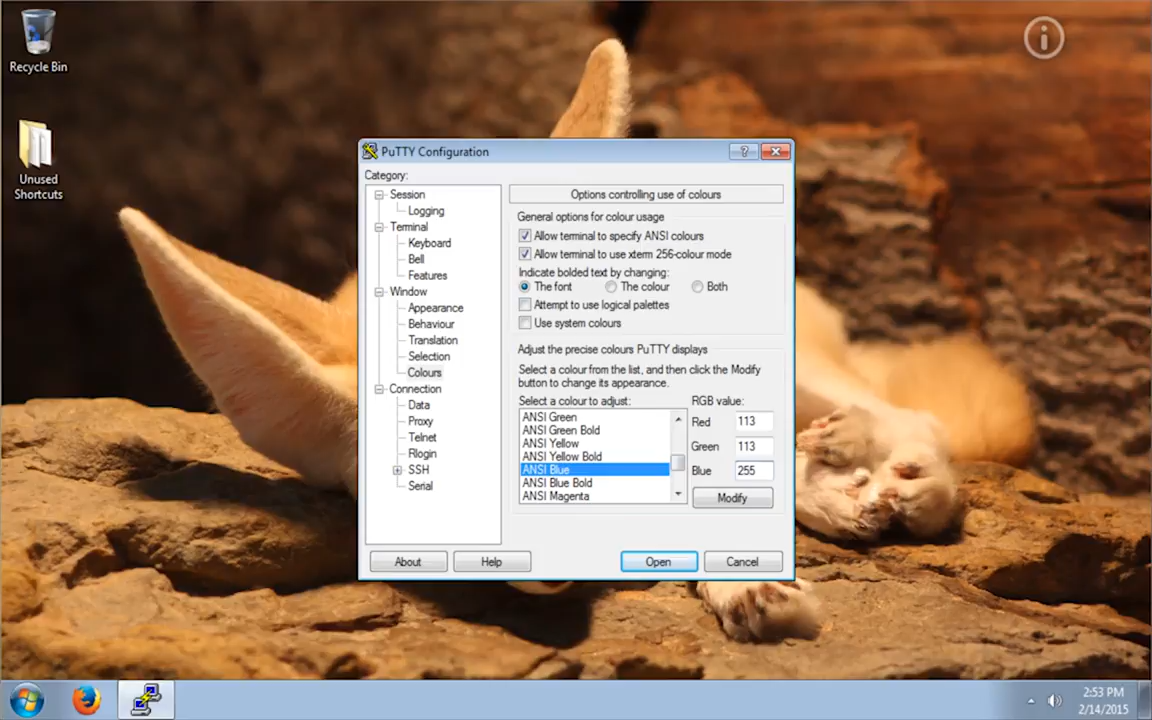 Recycle Bin
Unused
Shortcuts
PuTTY Configuration
?
Category:
Session
Logging
Terminal
Keyboard
Bell
Features
Window
Appearance
Behaviour
Translation
Selection
Colours
Connection
Data
Proxy
Telnet
Rlogin
SSH
Serial
Options controlling use of colours
General options for colour usage
Allow terminal to specify ANSI colours
Allow terminal to use xterm 256-colour mode
Indicate bolded text by changing:
The font The colour Both
Attempt to use logical palettes
Use system colours
Adjust the precise colours PuTTY displays
Select a colour from the list, and then click the Modify
button to change its appearance.
Select a colour to adjust:
ANSI Green
ANSI Green Bold
ANSI Yellow
ANSI Yellow Bold
ANSI Blue
ANSI Blue Bold
ANSI Magenta
RGB value:
Red 113
Green 113
Blue 255
Modify
About Help Open Cancel
2:53 PM
2/14/2015